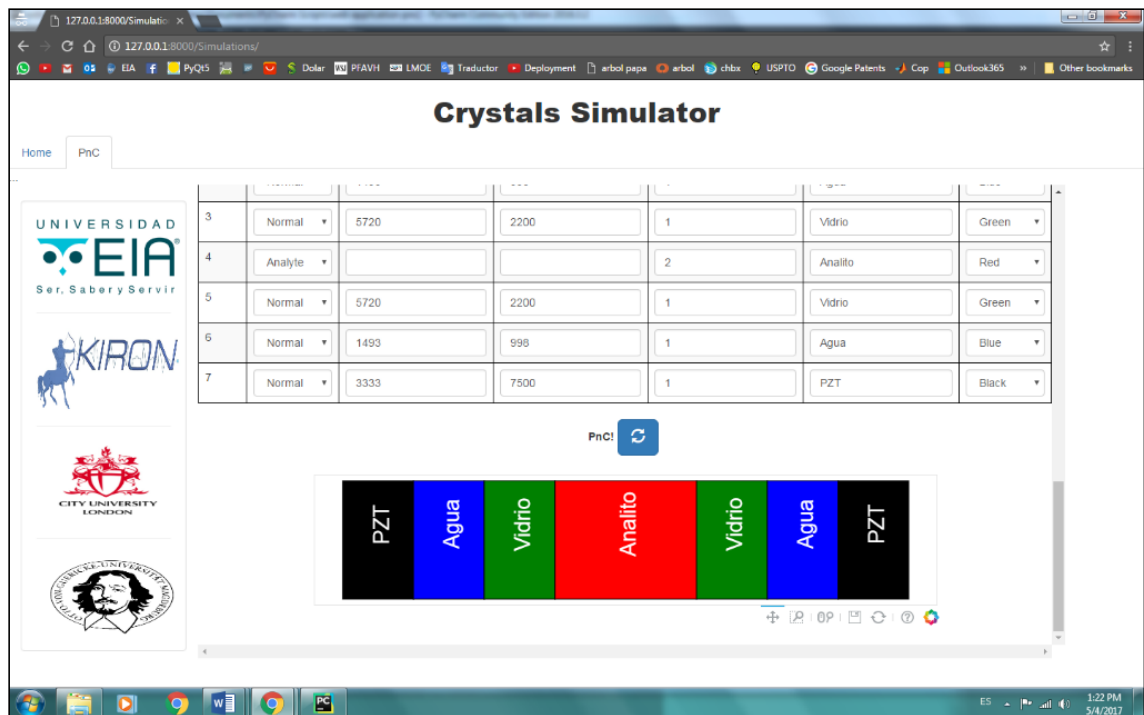 127.0.0.1:8000/Simulatio
127.0.0.1:8000/Simulations/
EIA PyQt5 Dolar PFAVH LMOE Traductor Deployment arbol papa arbol chbx USPTO Google Patents Cop Outlook365 » Other bookmarks
Crystals Simulator
Home PnC
...
3 Normal 5720 2200 1 Vidrio Green
4 Analyte 2 Analito Red
5 Normal 5720 2200 1 Vidrio Green
6 Normal 1493 998 1 Agua Blue
7 Normal 3333 7500 1 PZT Black
PnC!
PZT Agua Vidrio Analito Vidrio Agua PZT
UNIVERSIDAD
EIA
Ser, Saber y Servir
KIRON
CITY UNIVERSITY
LONDON
ES 1:22 PM
5/4/2017